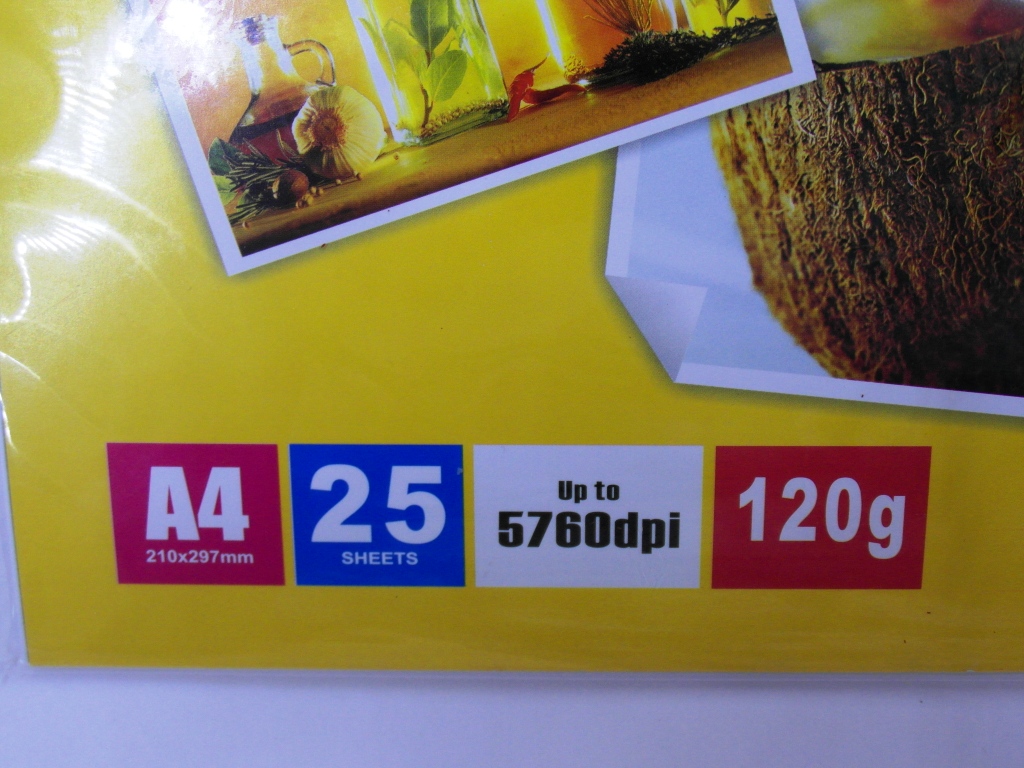 A4
210x297mm
25
SHEETS
Up to
5760dpi
120g